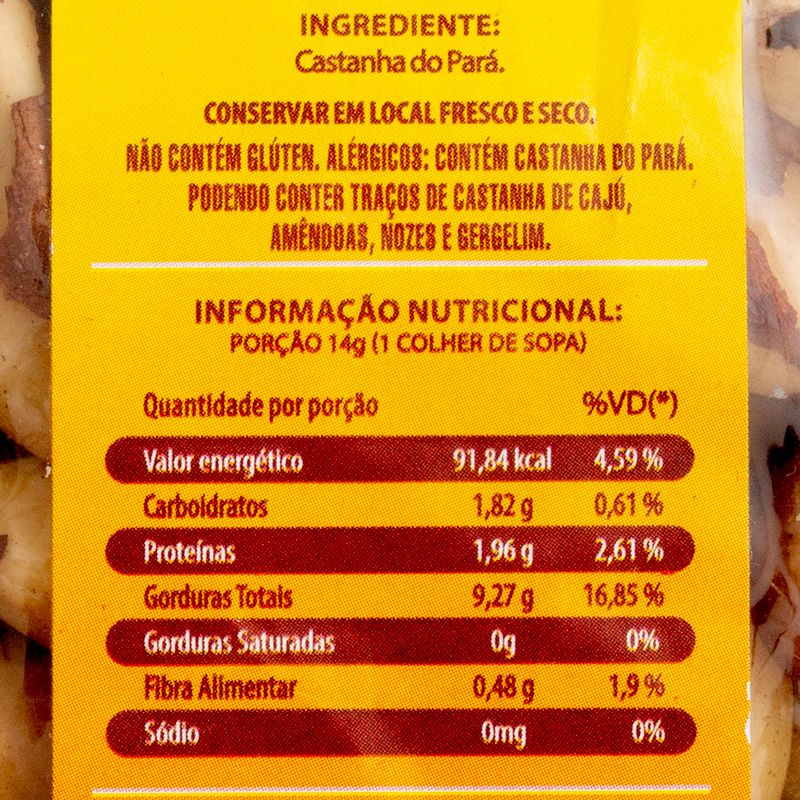 INGREDIENTE:
Castanha do Pará.
CONSERVAR EM LOCAL FRESCO E SECO.
NÃO CONTÉM GLÚTEN. ALÉRGICOS: CONTÉM CASTANHA DO PARÁ.
PODENDO CONTER TRAÇOS DE CASTANHA DE CAJÚ,
AMÊNDOAS, NOZES E GERGELIM.
INFORMAÇÃO NUTRICIONAL:
PORÇÃO 14g (1 COLHER DE SOPA)
Quantidade por porção %VD(*)
Valor energético 91,84 kcal 4,59 %
Carboidratos 1,82 g 0,61 %
Proteínas 1,96 g 2,61 %
Gorduras Totais 9,27 g 16,85 %
Gorduras Saturadas 0g 0%
Fibra Alimentar 0,48 g 1,9 %
Sódio 0mg 0%